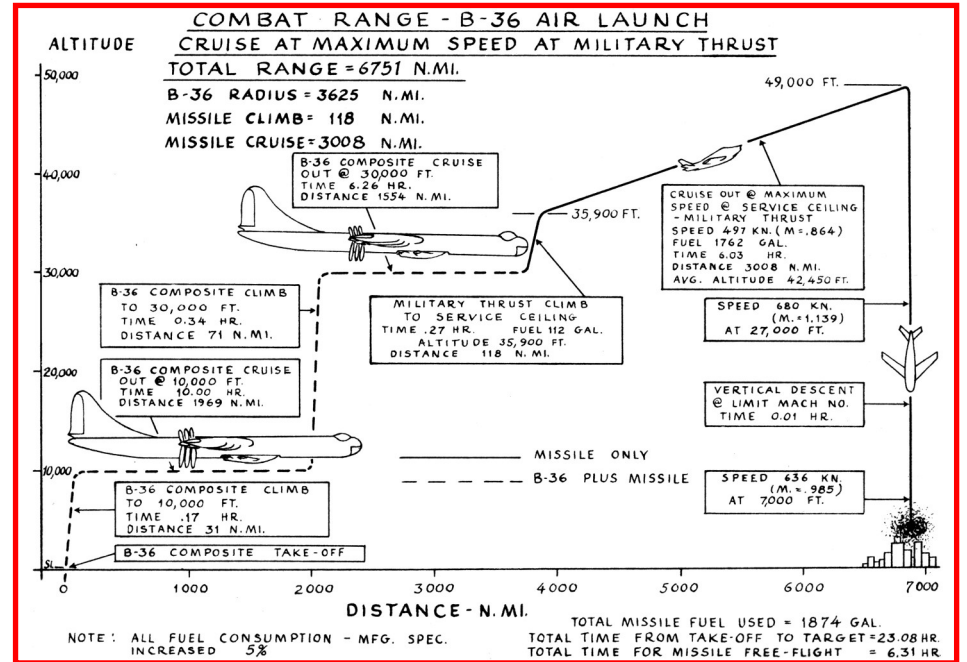 COMBAT RANGE - B-36 AIR LAUNCH
ALTITUDE
CRUISE AT MAXIMUM SPEED AT MILITARY THRUST
TOTAL RANGE = 6751 N.MI.
B-36 RADIUS = 3625 N.MI.
MISSILE CLIMB = 118 N.MI.
MISSILE CRUISE = 3008 N.MI.
50,000
49,000 FT.
B-36 COMPOSITE CRUISE
OUT @ 30,000 FT.
TIME 6.26 HR.
DISTANCE 1554 N.MI.
40,000
35,900 FT.
CRUISE OUT @ MAXIMUM
SPEED @ SERVICE CEILING
- MILITARY THRUST
SPEED 497 KN. (M = .864)
FUEL 1762 GAL.
TIME 6.03 HR.
DISTANCE 3008 N.MI.
AVG. ALTITUDE 42,450 FT.
30,000
B-36 COMPOSITE CLIMB
TO 30,000 FT.
TIME 0.34 HR.
DISTANCE 71 N.MI.
MILITARY THRUST CLIMB
TO SERVICE CEILING
TIME .27 HR. FUEL 112 GAL.
ALTITUDE 35,900 FT.
DISTANCE 118 N.MI.
SPEED 680 KN.
(M. = 1.139)
AT 27,000 FT.
20,000
B-36 COMPOSITE CRUISE
OUT @ 10,000 FT.
TIME 10.00 HR.
DISTANCE 1969 N.MI.
VERTICAL DESCENT
@ LIMIT MACH NO.
TIME 0.01 HR.
10,000
MISSILE ONLY
B-36 PLUS MISSILE
B-36 COMPOSITE CLIMB
TO 10,000 FT.
TIME .17 HR.
DISTANCE 31 N.MI.
SPEED 636 KN.
(M. = .985)
AT 7,000 FT.
B-36 COMPOSITE TAKE-OFF
SL
0 1000 2000 3000 4000 5000 6000 7000
DISTANCE - N.MI.
NOTE: ALL FUEL CONSUMPTION - MFG. SPEC.
INCREASED 5%
TOTAL MISSILE FUEL USED = 1874 GAL.
TOTAL TIME FROM TAKE-OFF TO TARGET = 23.08 HR.
TOTAL TIME FOR MISSILE FREE-FLIGHT = 6.31 HR